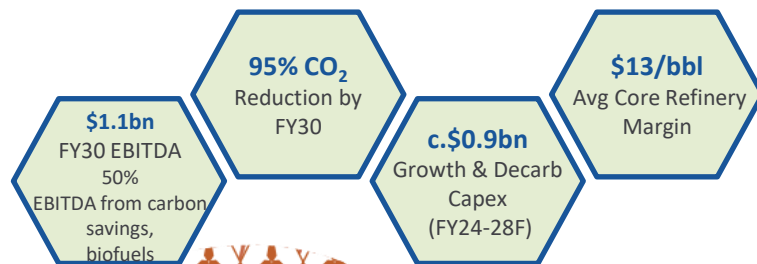 $1.1bn
FY30 EBITDA
50%
EBITDA from carbon
savings,
biofuels
95% CO₂
Reduction by
FY30
c.$0.9bn
Growth & Decarb
Capex
(FY24-28F)
$13/bbl
Avg Core Refinery
Margin